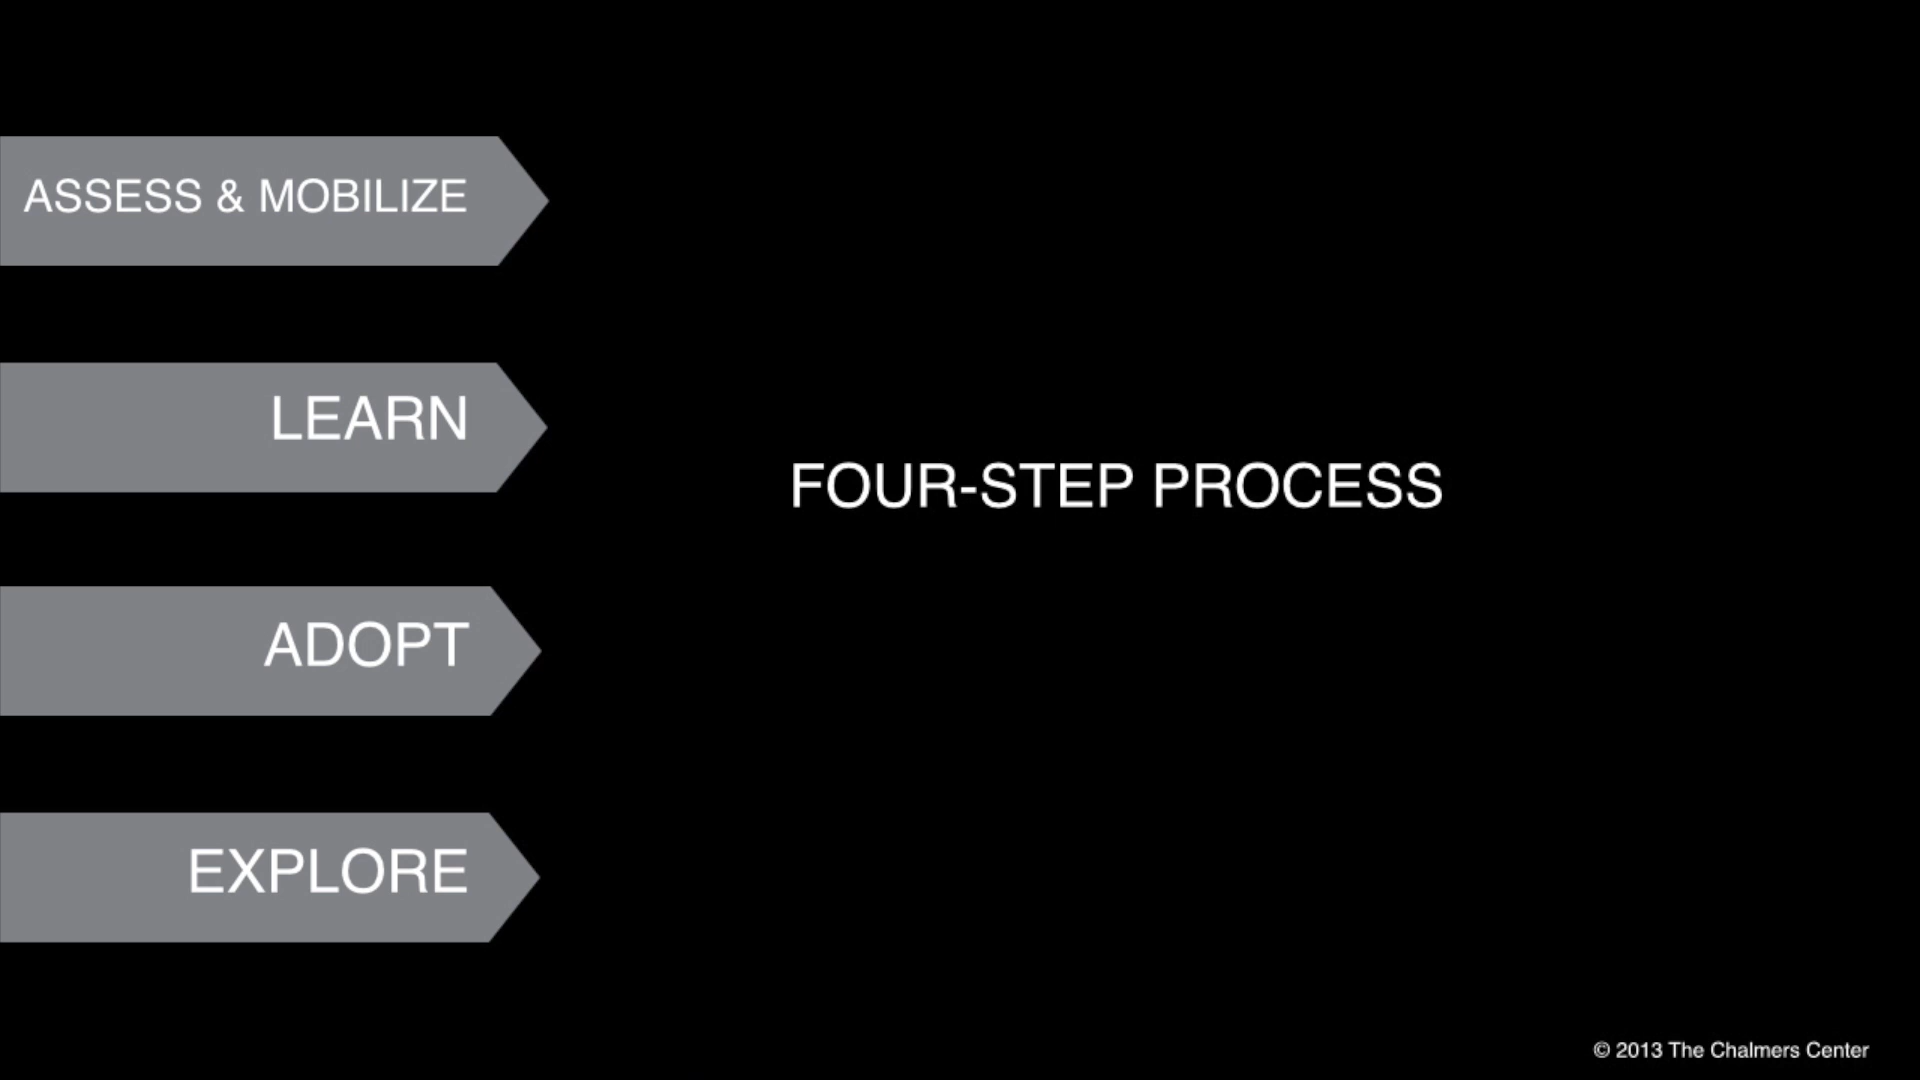 ASSESS & MOBILIZE
LEARN
FOUR-STEP PROCESS
ADOPT
EXPLORE
© 2013 The Chalmers Center